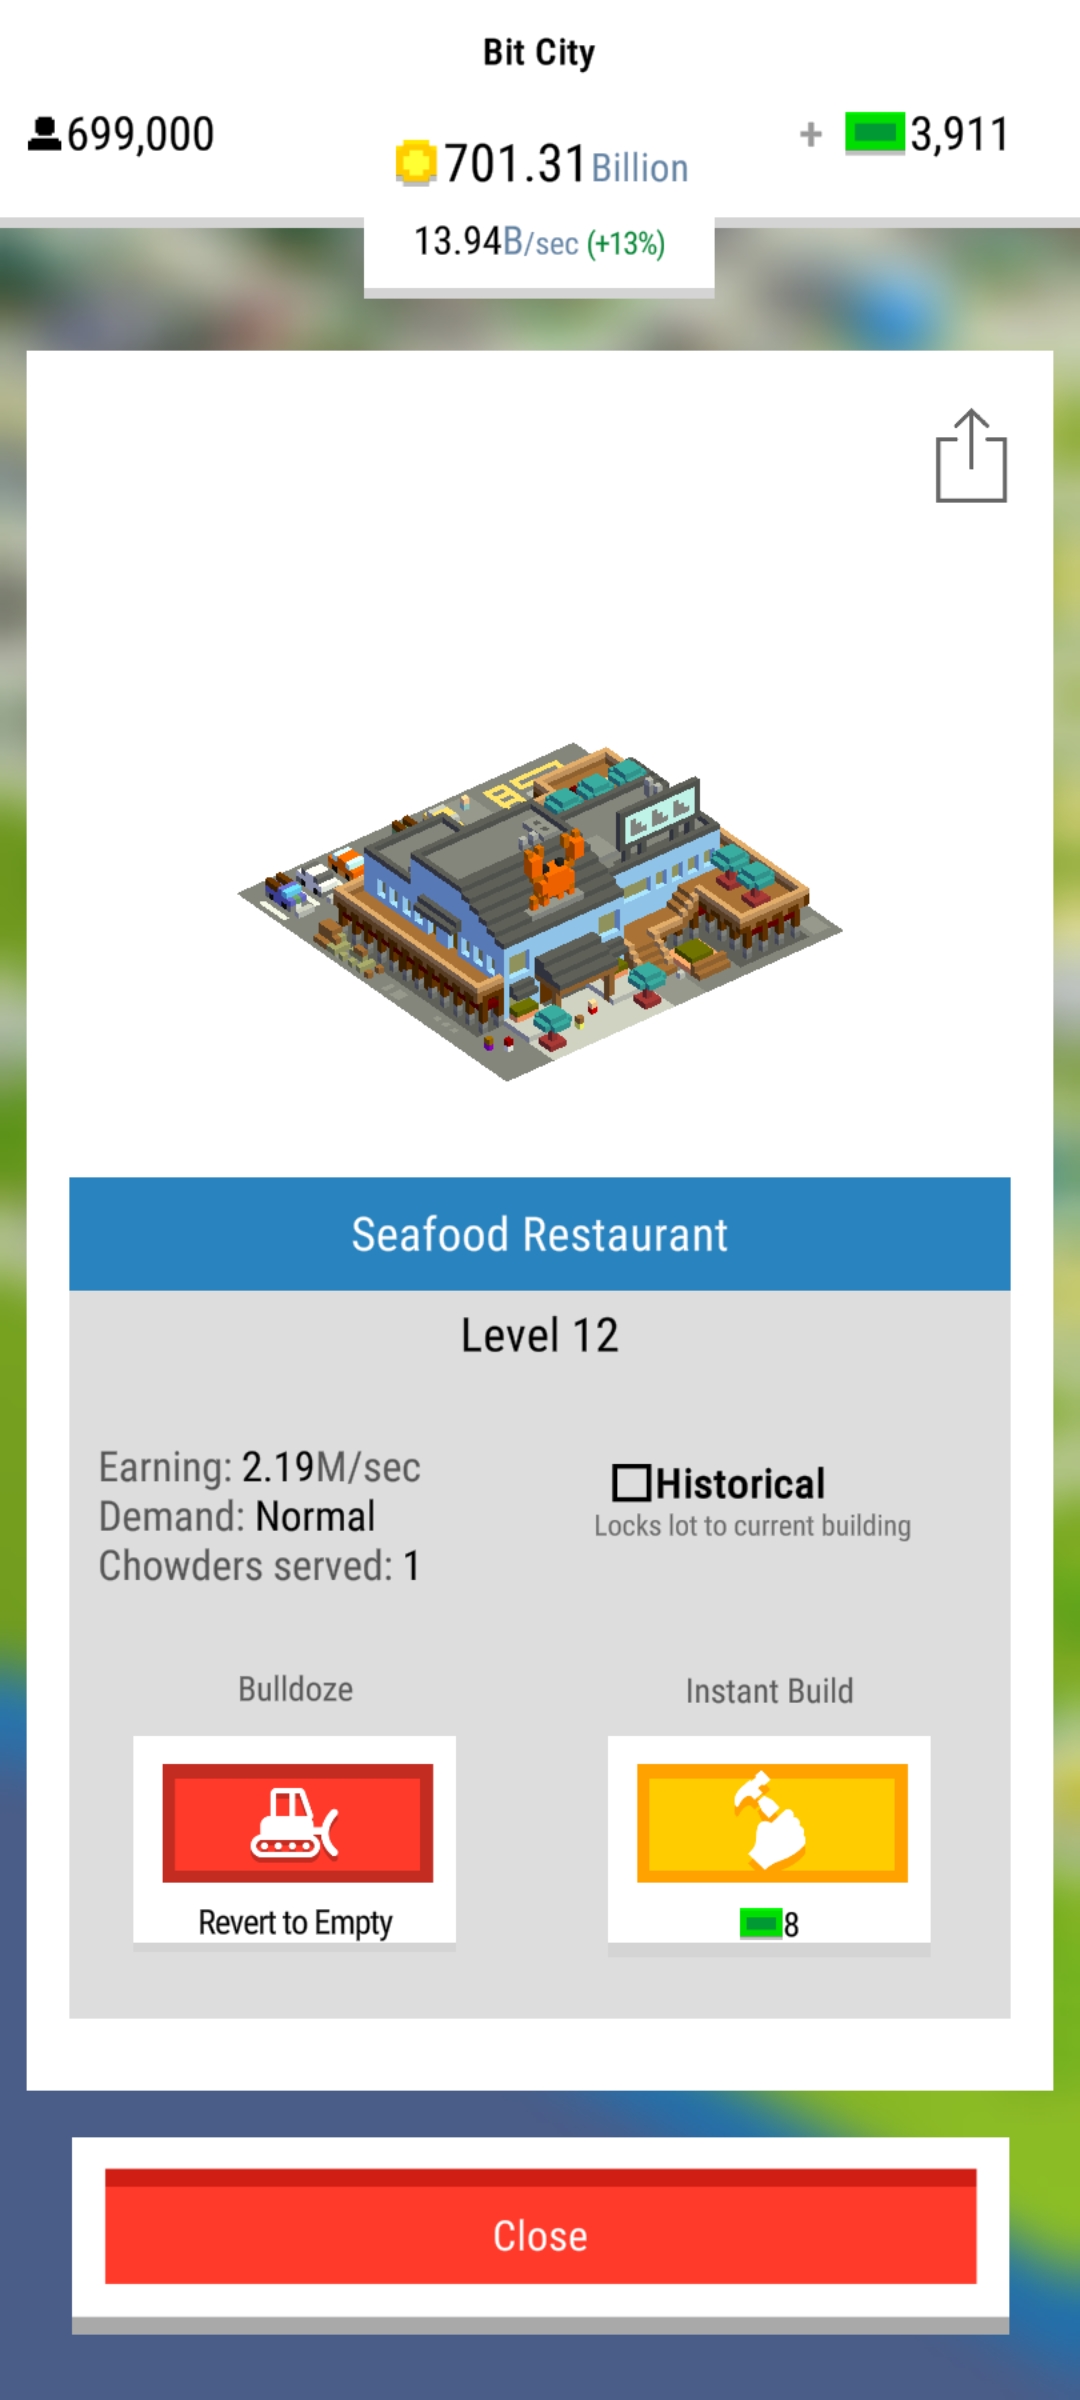 Bit City
699,000
701.31 Billion
+ 3,911
13.94B/sec (+13%)
Seafood Restaurant
Level 12
Earning: 2.19M/sec
Demand: Normal
Chowders served: 1
Historical
Locks lot to current building
Bulldoze
Revert to Empty
Instant Build
8
Close